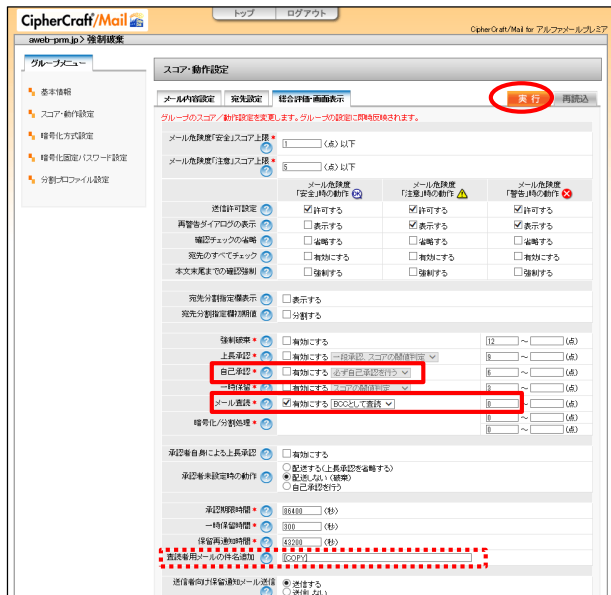 CipherCraft/Mail
トップ ログアウト
CipherCraft/Mail for アルファメールプレミア
aweb-prm.jp > 強制破棄
グループメニュー
基本情報
スコア・動作設定
暗号化方式設定
暗号化固定パスワード設定
分割プロファイル設定
スコア・動作設定
メール内容設定 宛先設定 総合評価・画面表示 実行 再読込
グループのスコア/動作設定を変更します。グループの設定に即時反映されます。
メール危険度「安全」スコア上限* 1 (点)以下
メール危険度「注意」スコア上限* 5 (点)以下
メール危険度「安全」時の動作 OK メール危険度「注意」時の動作 メール危険度「警告」時の動作
送信許可設定 許可する 許可する 許可する
再警告ダイアログの表示 表示する 表示する 表示する
確認チェックの省略 省略する 省略する 省略する
宛先のすべてチェック 有効にする 有効にする 有効にする
本文末尾までの確認強制 強制する 強制する 強制する
宛先分割指定欄表示 表示する
宛先分割指定欄初期値 分割する
強制破棄* 有効にする 12 ~ (点)
上長承認* 有効にする 一段承認、スコアの閾値判定 9 ~ (点)
自己承認* 有効にする 必ず自己承認を行う 6 ~ (点)
一時保留* 有効にする スコアの閾値判定 3 ~ (点)
メール査読* 有効にする BCCとして査読 0 ~ (点)
暗号化/分割処理* 0 ~ (点)
承認者自身による上長承認 有効にする
承認者未設定時の動作 配送する(上長承認を省略する)
配送しない(破棄)
自己承認を行う
承認期限時間* 86400 (秒)
一時保留時間* 300 (秒)
保留再通知時間* 43200 (秒)
査読者用メールの件名追加 [COPY]
送信者向け保留通知メール送信 送信する
送信しない